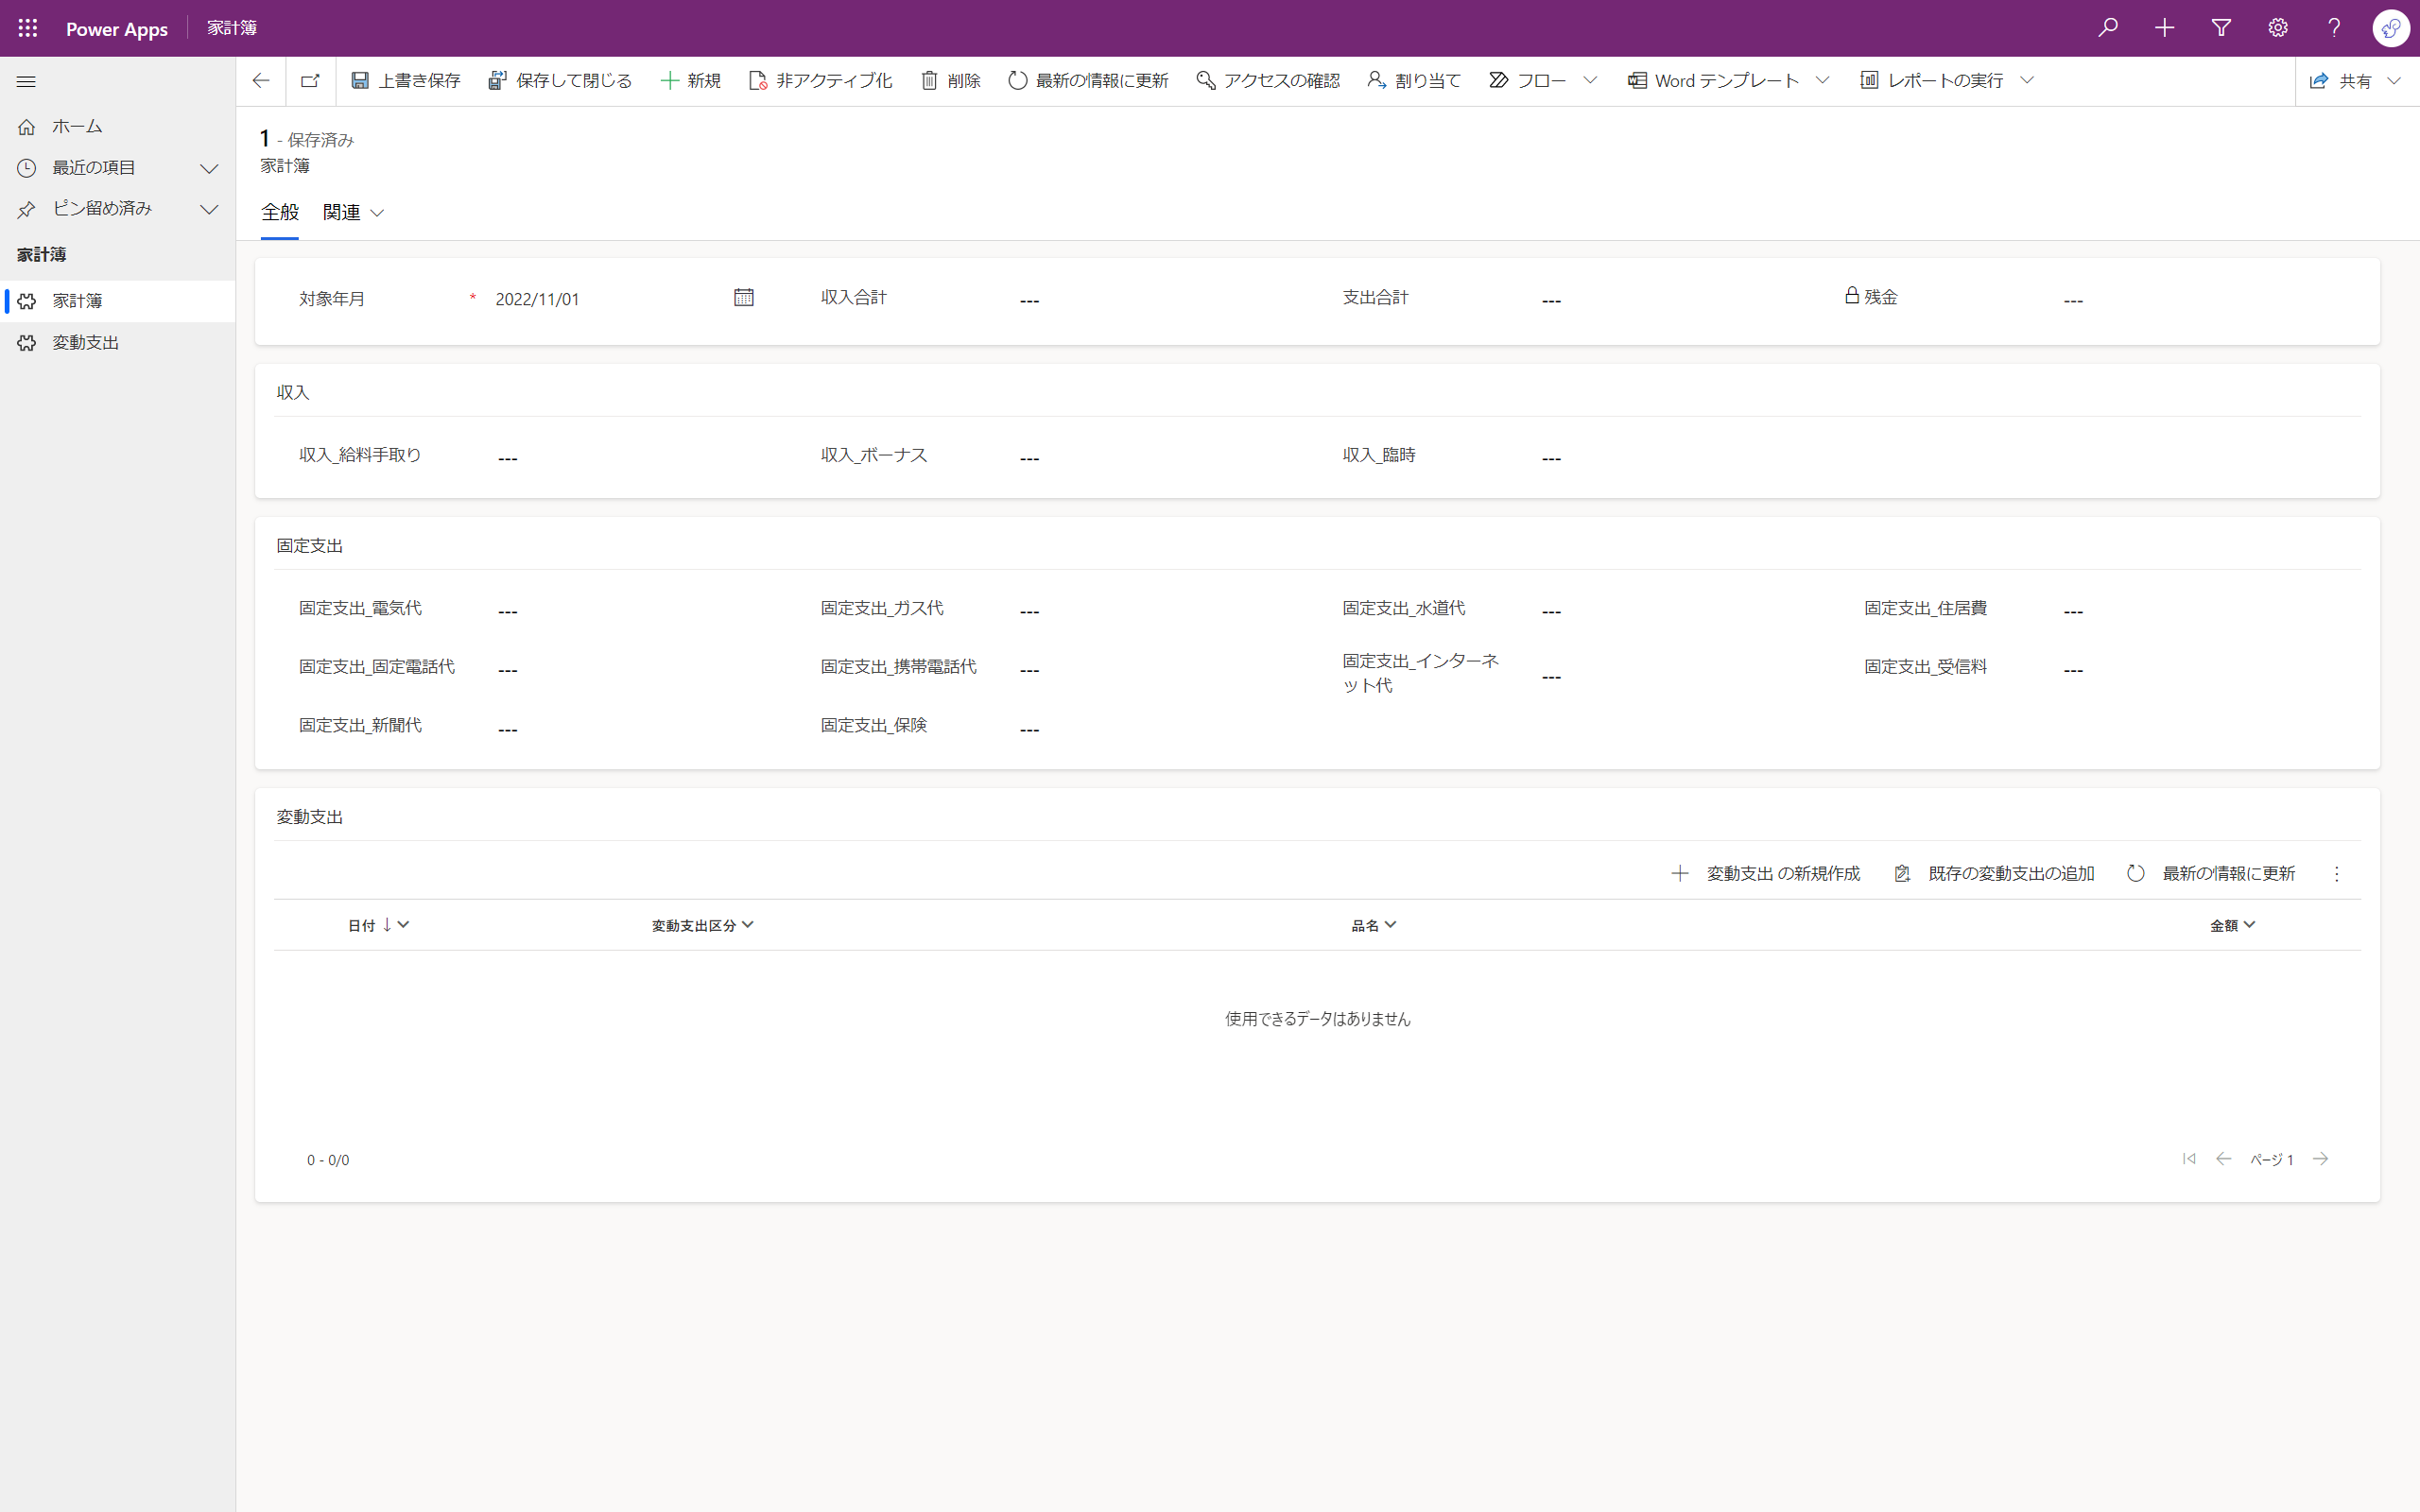 Power Apps 家計簿
上書き保存 保存して閉じる 新規 非アクティブ化 削除 最新の情報に更新 アクセスの確認 割り当て フロー Word テンプレート レポートの実行 共有
ホーム
最近の項目
ピン留め済み
家計簿
家計簿
変動支出
1 - 保存済み
家計簿
全般 関連
対象年月 * 2022/11/01 収入合計 --- 支出合計 --- 残金 ---
収入
収入_給料手取り --- 収入_ボーナス --- 収入_臨時 ---
固定支出
固定支出_電気代 --- 固定支出_ガス代 --- 固定支出_水道代 --- 固定支出_住居費 ---
固定支出_固定電話代 --- 固定支出_携帯電話代 --- 固定支出_インターネ
ット代 --- 固定支出_受信料 ---
固定支出_新聞代 --- 固定支出_保険 ---
変動支出
変動支出 の新規作成 既存の変動支出の追加 最新の情報に更新
日付 変動支出区分 品名 金額
使用できるデータはありません
0 - 0/0 ページ 1